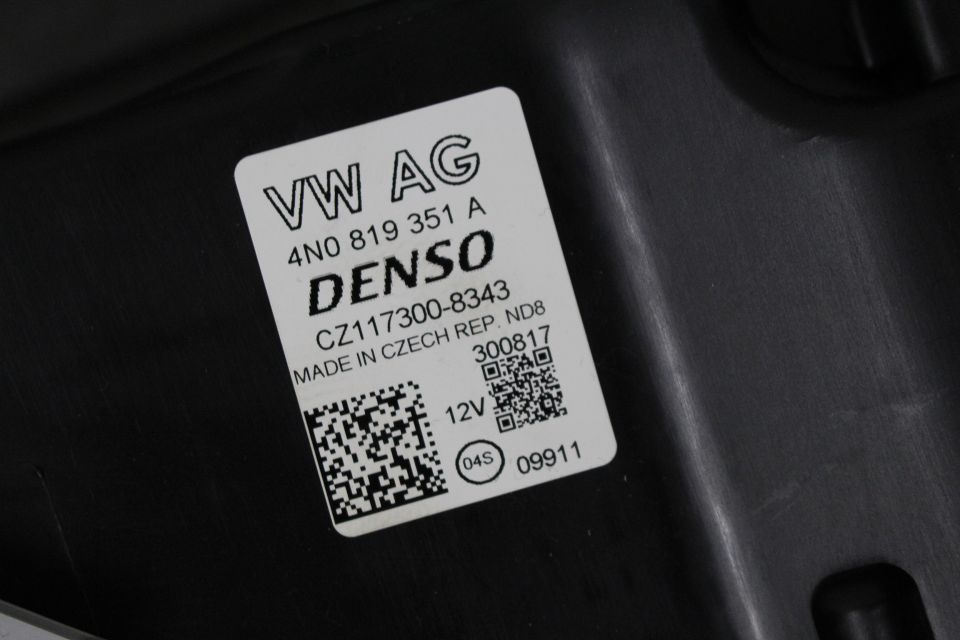 VW AG
4N0 819 351 A
DENSO
CZ117300-8343
MADE IN CZECH REP. ND8
300817
12V
04S
09911